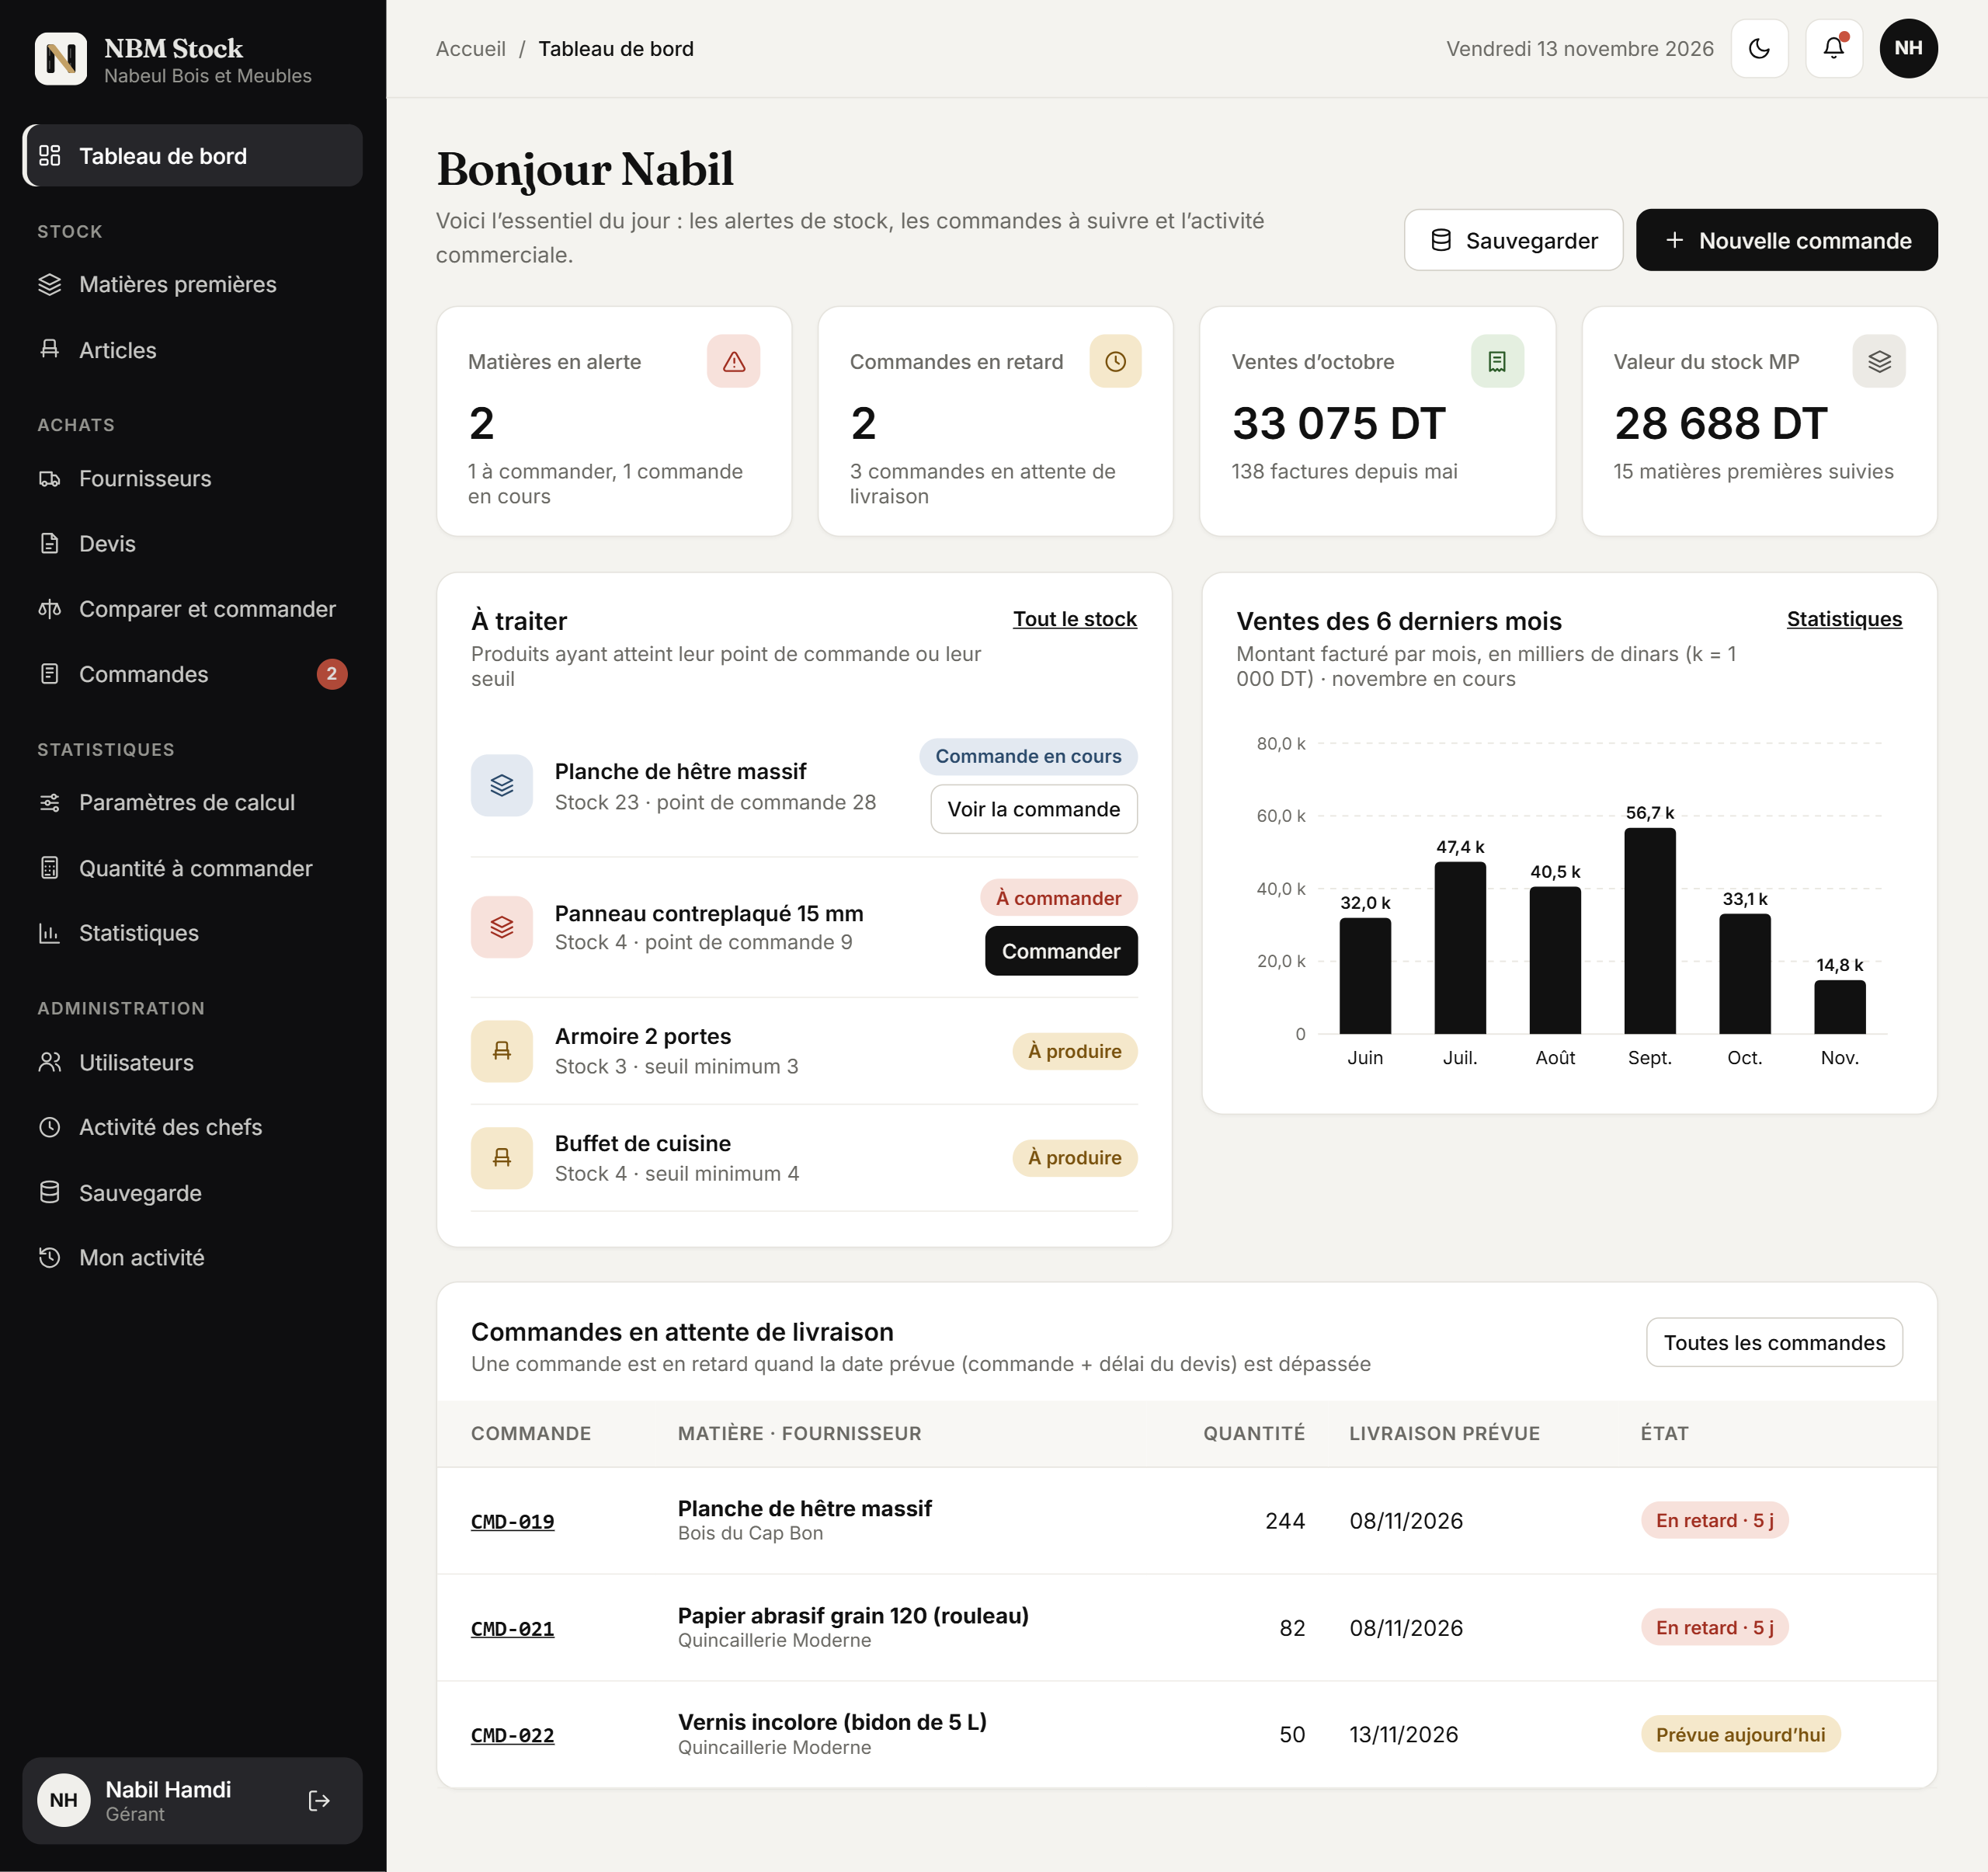 NBM Stock
Nabeul Bois et Meubles
Tableau de bord
STOCK
Matières premières
Articles
ACHATS
Fournisseurs
Devis
Comparer et commander
Commandes 2
STATISTIQUES
Paramètres de calcul
Quantité à commander
Statistiques
ADMINISTRATION
Utilisateurs
Activité des chefs
Sauvegarde
Mon activité
NH
Nabil Hamdi
Gérant
Accueil / Tableau de bord
Vendredi 13 novembre 2026
NH
Bonjour Nabil
Voici l’essentiel du jour : les alertes de stock, les commandes à suivre et l’activité
commerciale.
Sauvegarder
Nouvelle commande
Matières en alerte
2
1 à commander, 1 commande
en cours
Commandes en retard
2
3 commandes en attente de
livraison
Ventes d’octobre
33 075 DT
138 factures depuis mai
Valeur du stock MP
28 688 DT
15 matières premières suivies
À traiter
Tout le stock
Produits ayant atteint leur point de commande ou leur
seuil
Planche de hêtre massif
Stock 23 · point de commande 28
Commande en cours
Voir la commande
Panneau contreplaqué 15 mm
Stock 4 · point de commande 9
À commander
Commander
Armoire 2 portes
Stock 3 · seuil minimum 3
À produire
Buffet de cuisine
Stock 4 · seuil minimum 4
À produire
Ventes des 6 derniers mois
Statistiques
Montant facturé par mois, en milliers de dinars (k = 1
000 DT) · novembre en cours
80,0 k
60,0 k
40,0 k
20,0 k
0
32,0 k
47,4 k
40,5 k
56,7 k
33,1 k
14,8 k
Juin
Juil.
Août
Sept.
Oct.
Nov.
Commandes en attente de livraison
Une commande est en retard quand la date prévue (commande + délai du devis) est dépassée
Toutes les commandes
COMMANDE MATIÈRE · FOURNISSEUR QUANTITÉ LIVRAISON PRÉVUE ÉTAT
CMD-019
Planche de hêtre massif
Bois du Cap Bon
244
08/11/2026
En retard · 5 j
CMD-021
Papier abrasif grain 120 (rouleau)
Quincaillerie Moderne
82
08/11/2026
En retard · 5 j
CMD-022
Vernis incolore (bidon de 5 L)
Quincaillerie Moderne
50
13/11/2026
Prévue aujourd’hui